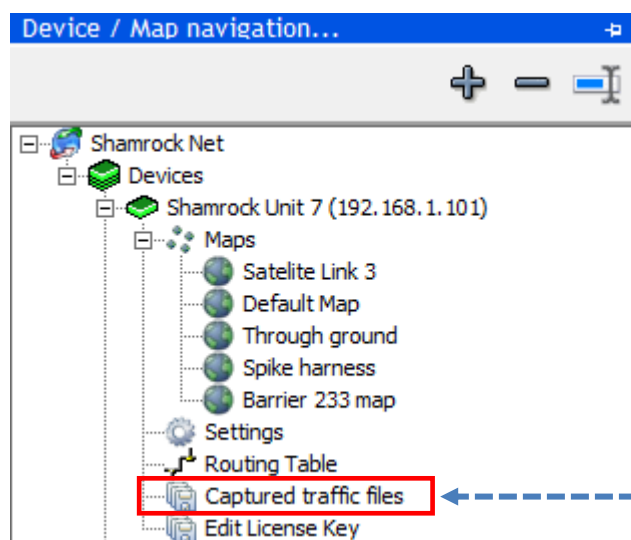 Device / Map navigation...
Shamrock Net
Devices
Shamrock Unit 7 (192.168.1.101)
Maps
Satelite Link 3
Default Map
Through ground
Spike harness
Barrier 233 map
Settings
Routing Table
Captured traffic files
Edit License Key